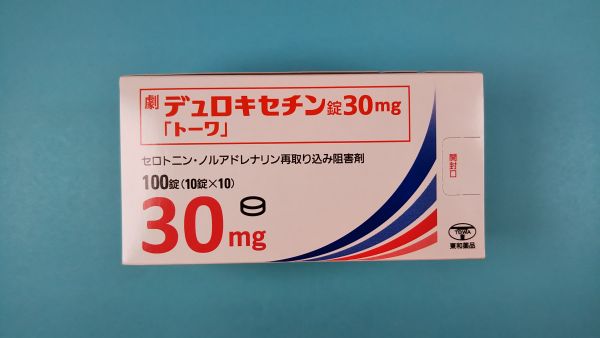 劇 デュロキセチン錠30mg
「トーワ」
セロトニン・ノルアドレナリン再取り込み阻害剤
100錠(10錠×10)
30mg
開封口
TOWA
東和薬品